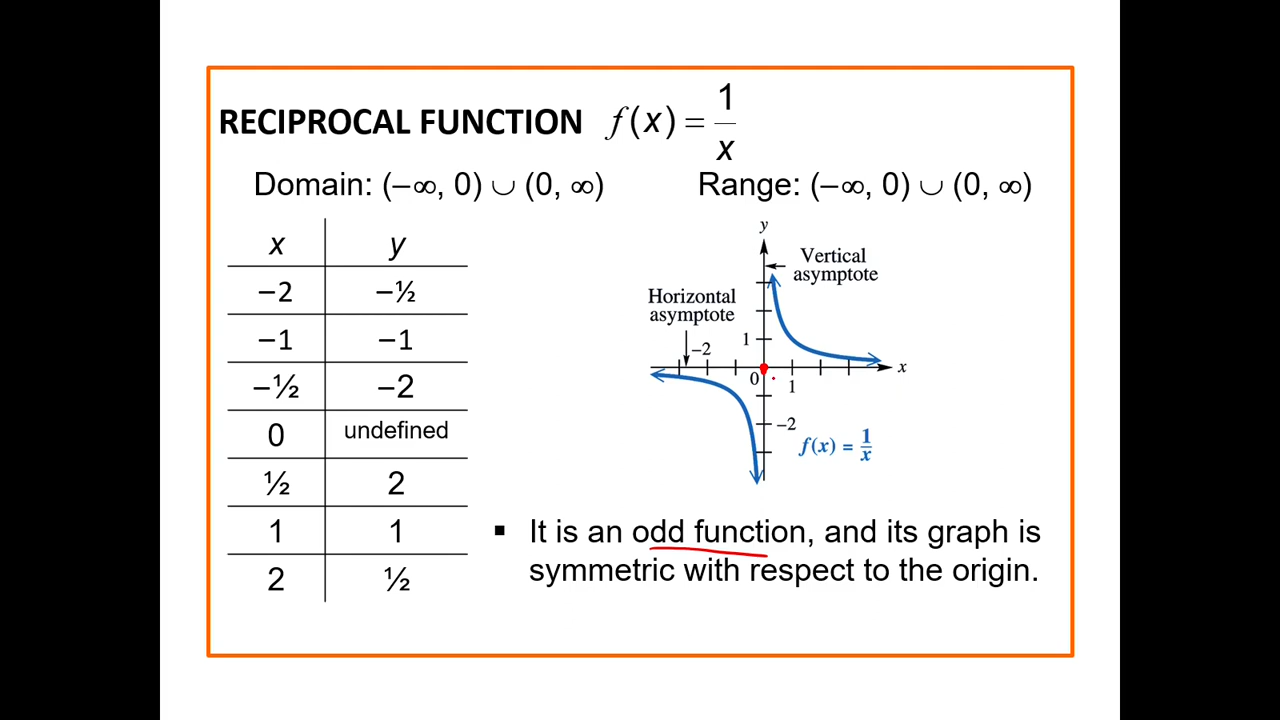 RECIPROCAL FUNCTION f(x) = 1/x
Domain: (–∞, 0) ∪ (0, ∞) Range: (–∞, 0) ∪ (0, ∞)
x y
–2 –½
–1 –1
–½ –2
0 undefined
½ 2
1 1
2 ½
y
Vertical
asymptote
Horizontal
asymptote
1
–2
x
0
1
–2
f(x) = 1/x
▪ It is an odd function, and its graph is
symmetric with respect to the origin.